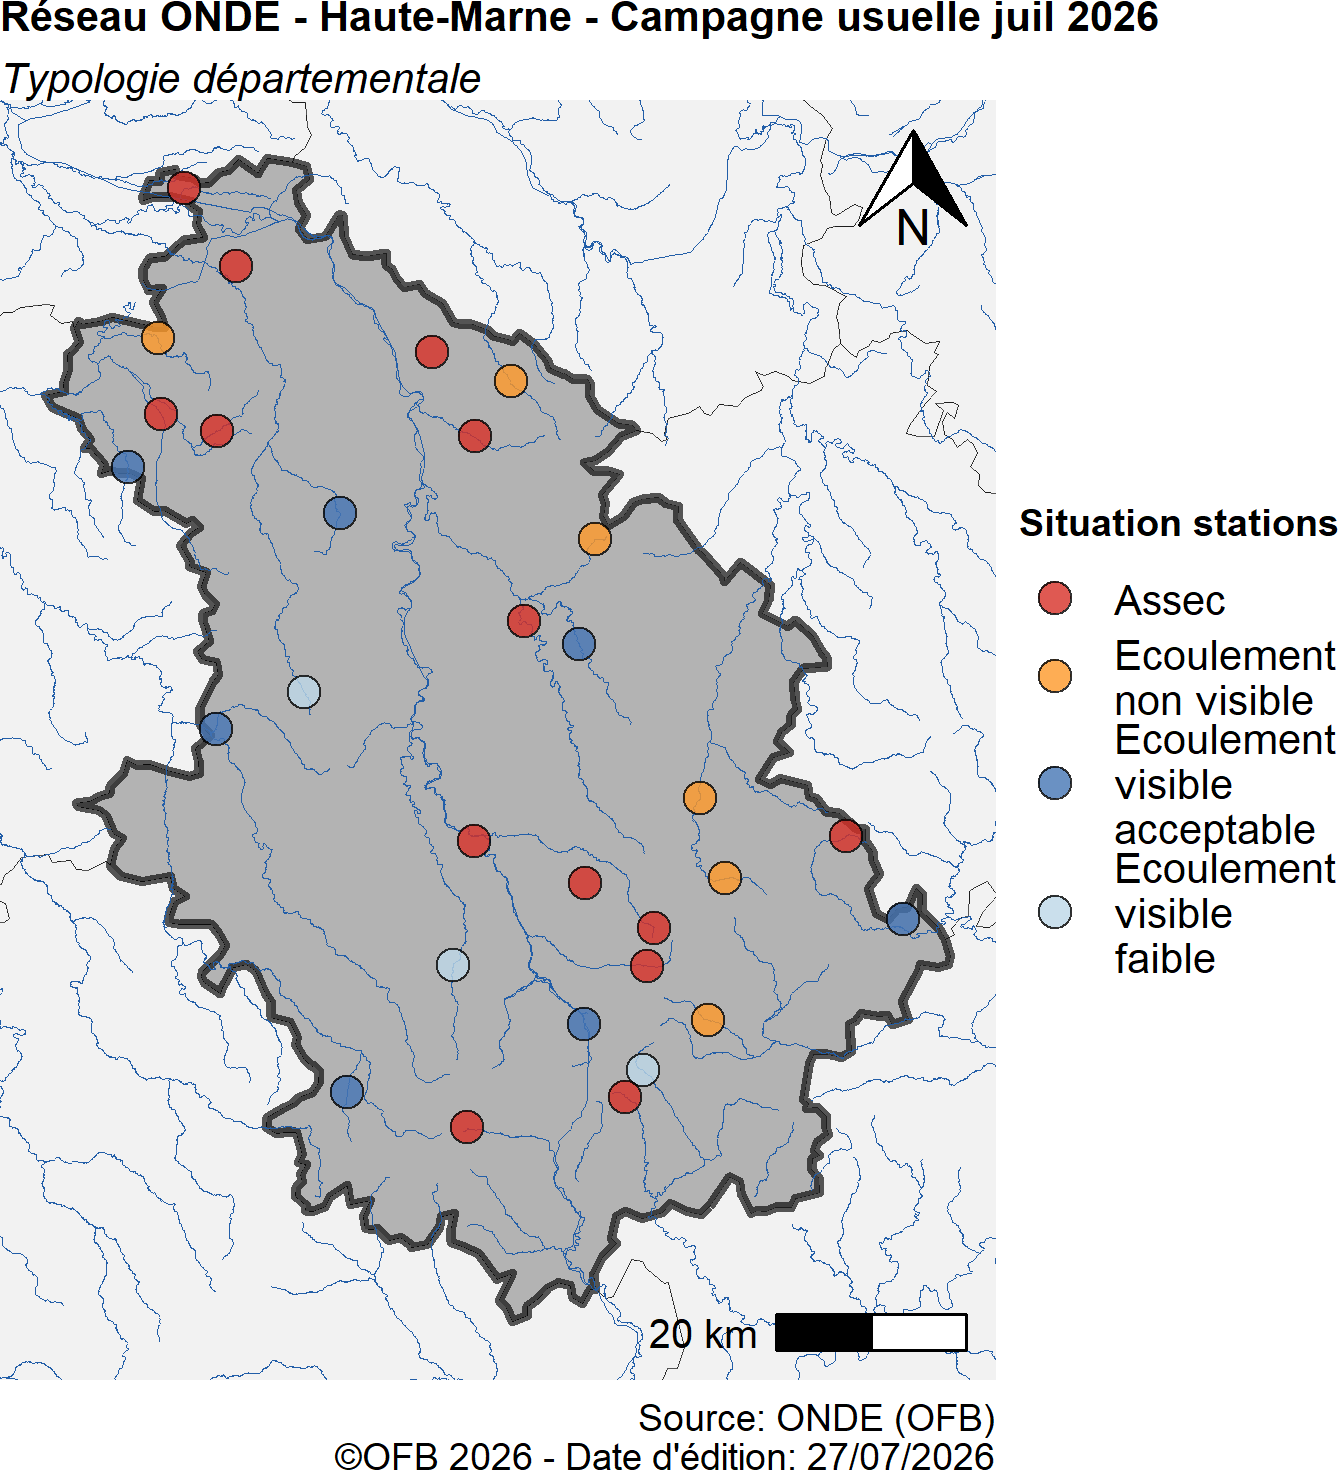 Réseau ONDE - Haute-Marne - Campagne usuelle juil 2026
Typologie départementale
N
Situation stations
Assec
Ecoulement
non visible
Ecoulement
visible
acceptable
Ecoulement
visible
faible
20 km
Source: ONDE (OFB)
©OFB 2026 - Date d'édition: 27/07/2026